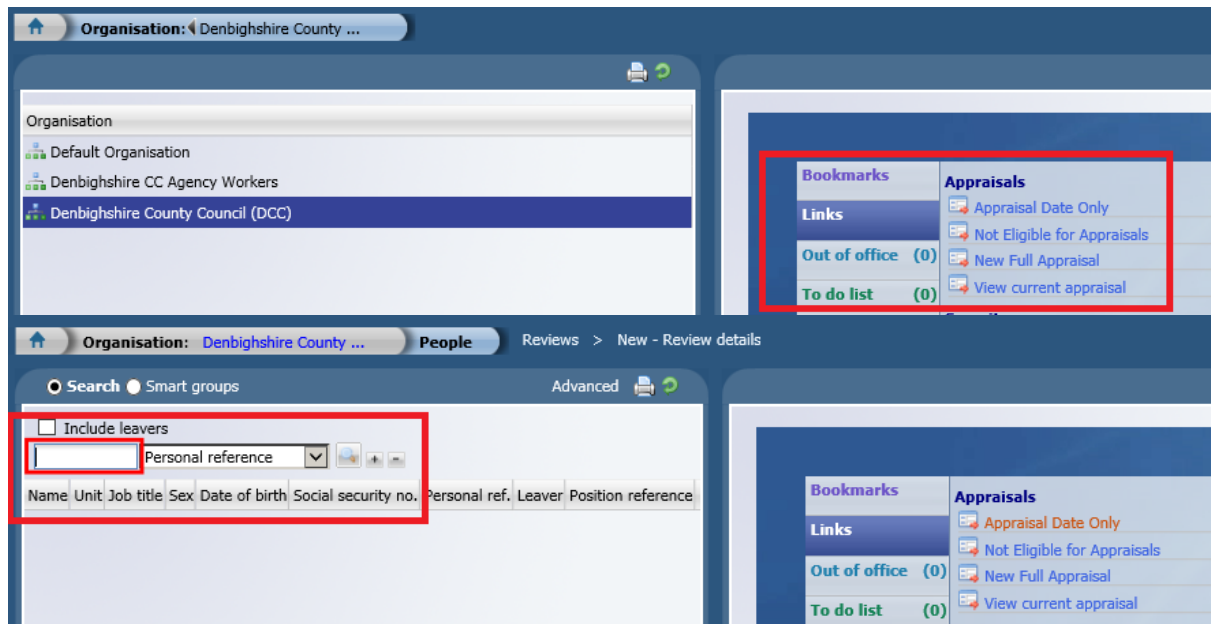 Organisation: Denbighshire County ...
Organisation
Default Organisation
Denbighshire CC Agency Workers
Denbighshire County Council (DCC)
Bookmarks
Links
Out of office (0)
To do list (0)
Appraisals
Appraisal Date Only
Not Eligible for Appraisals
New Full Appraisal
View current appraisal
Organisation: Denbighshire County ... People Reviews > New - Review details
Search Smart groups Advanced
Include leavers
Personal reference
Name Unit Job title Sex Date of birth Social security no. Personal ref. Leaver Position reference
Bookmarks
Links
Out of office (0)
To do list (0)
Appraisals
Appraisal Date Only
Not Eligible for Appraisals
New Full Appraisal
View current appraisal